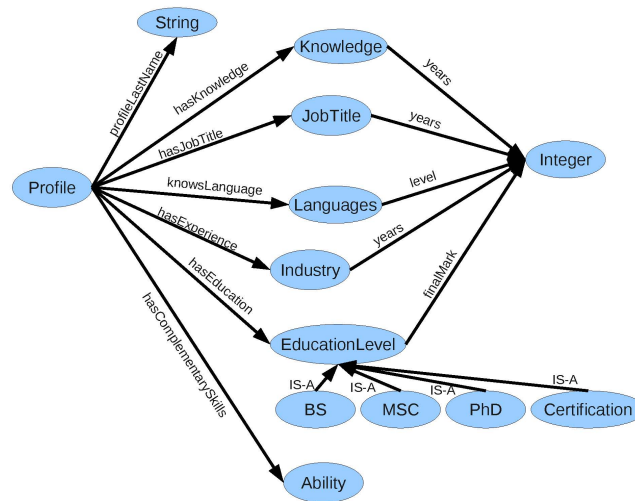 String
profileLastName
Knowledge
hasKnowledge
years
JobTitle
hasJobTitle
years
Integer
Profile
knowsLanguage
Languages
level
hasExperience
Industry
years
hasEducation
finalMark
EducationLevel
hasComplementarySkills
IS-A
IS-A
IS-A
IS-A
BS
MSC
PhD
Certification
Ability